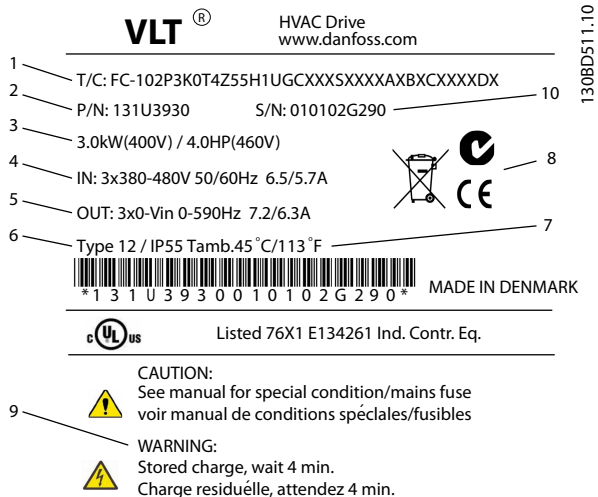 VLT ® HVAC Drive
www.danfoss.com
130BD511.10
1 T/C: FC-102P3K0T4Z55H1UGCXXXSXXXXAXBXCXXXXDX
2 P/N: 131U3930 S/N: 010102G290 10
3 3.0kW(400V) / 4.0HP(460V)
4 IN: 3x380-480V 50/60Hz 6.5/5.7A
8
CE
5 OUT: 3x0-Vin 0-590Hz 7.2/6.3A
6 Type 12 / IP55 Tamb.45˚C/113˚F 7
*131U3930010102G290* MADE IN DENMARK
c UL us Listed 76X1 E134261 Ind. Contr. Eq.
CAUTION:
See manual for special condition/mains fuse
voir manual de conditions spéclales/fusibles
9 WARNING:
Stored charge, wait 4 min.
Charge residuélle, attendez 4 min.